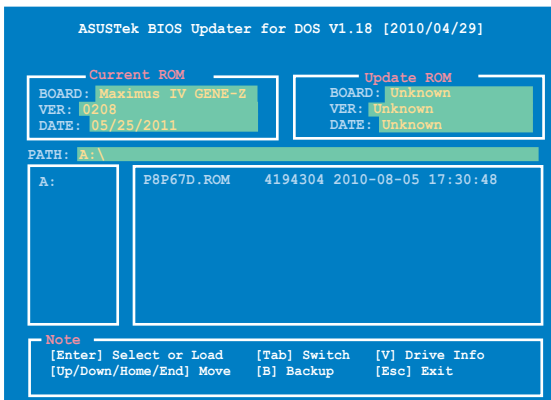 ASUSTek BIOS Updater for DOS V1.18 [2010/04/29]
Current ROM
BOARD: Maximus IV GENE-Z
VER: 0208
DATE: 05/25/2011
Update ROM
BOARD: Unknown
VER: Unknown
DATE: Unknown
PATH: A:\
A:
P8P67D.ROM 4194304 2010-08-05 17:30:48
Note
[Enter] Select or Load [Tab] Switch [V] Drive Info
[Up/Down/Home/End] Move [B] Backup [Esc] Exit